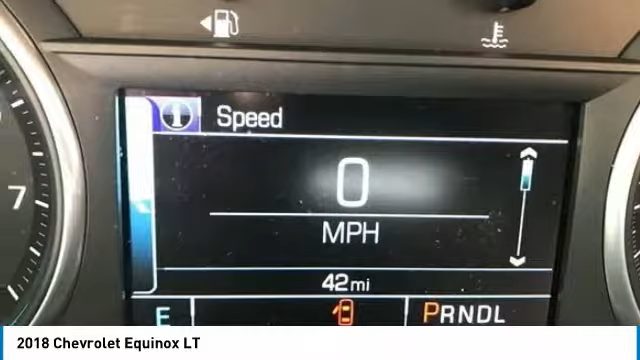 Speed
7
0
MPH
42mi
E
PRNDL
2018 Chevrolet Equinox LT